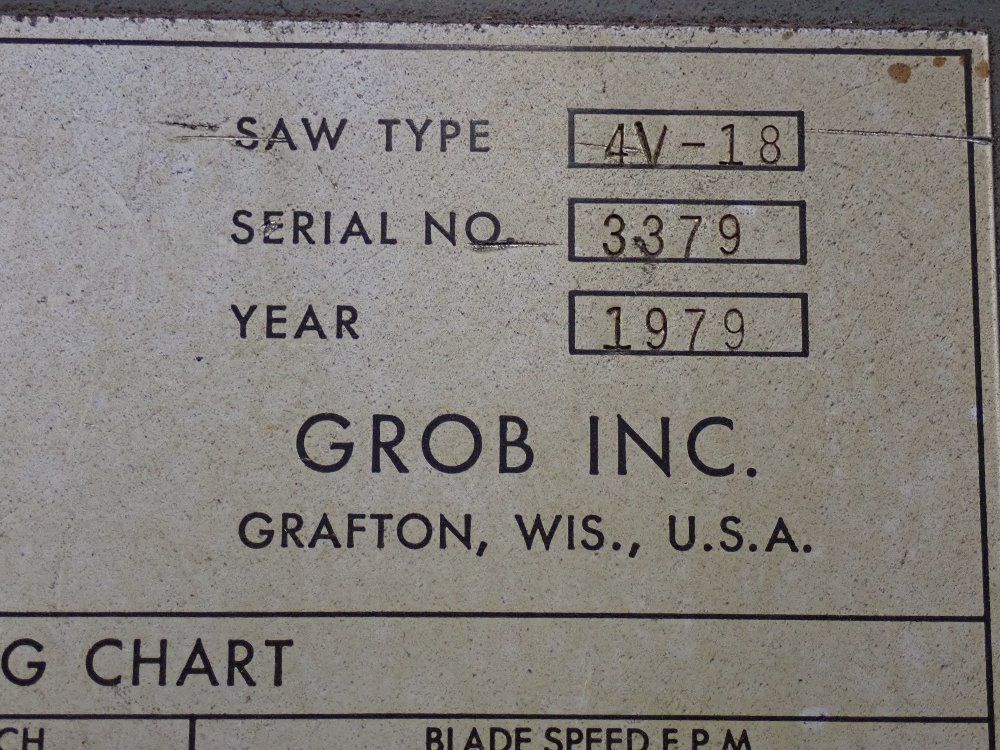 SAW TYPE 4V-18
SERIAL NO. 3379
YEAR 1979
GROB INC.
GRAFTON, WIS., U.S.A.
G CHART
CH BLADE SPEED F.P.M.